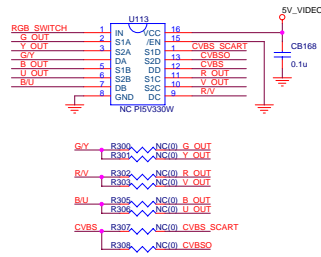 U113
5V_VIDEO
RGB_SWITCH 1 IN VCC 16
G_OUT 2 S1A /EN 15
Y_OUT 3 S2A S1D 1 CVBS_SCART
G/Y 4 DA S2D 13 CVBSO
B_OUT 5 S1B DD 12 CVBS
U_OUT 6 S2B S1C 11 R_OUT
B/U 7 DB S2C 10 V_OUT
8 GND DC 9 R/V
NC PI5V330W
CB168
0.1u
G/Y R300 NC(0) G_OUT
R301 NC(0) Y_OUT
R/V R302 NC(0) R_OUT
R303 NC(0) V_OUT
B/U R305 NC(0) B_OUT
R306 NC(0) U_OUT
CVBS R307 NC(0) CVBS_SCART
R308 NC(0) CVBSO